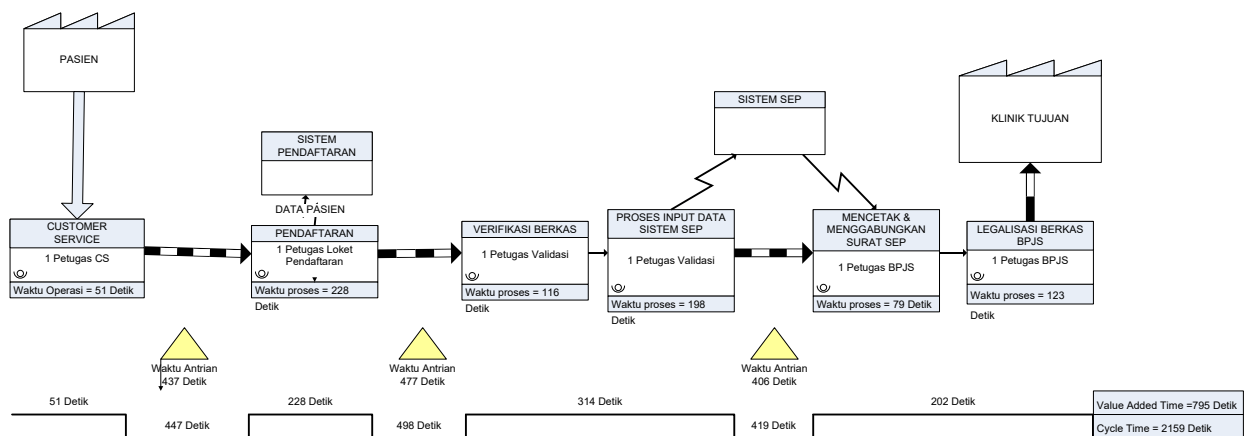 PASIEN
KLINIK TUJUAN
SISTEM SEP
SISTEM
PENDAFTARAN
DATA PASIEN
CUSTOMER
SERVICE
1 Petugas CS
Waktu Operasi = 51 Detik
PENDAFTARAN
1 Petugas Loket
Pendaftaran
Waktu proses = 228
Detik
VERIFIKASI BERKAS
1 Petugas Validasi
Waktu proses = 116
Detik
PROSES INPUT DATA
SISTEM SEP
1 Petugas Validasi
Waktu proses = 198
Detik
MENCETAK &
MENGGABUNGKAN
SURAT SEP
1 Petugas BPJS
Waktu proses = 79 Detik
LEGALISASI BERKAS
BPJS
1 Petugas BPJS
Waktu proses = 123
Detik
Waktu Antrian
437 Detik
Waktu Antrian
477 Detik
Waktu Antrian
406 Detik
51 Detik
447 Detik
228 Detik
498 Detik
314 Detik
419 Detik
202 Detik
Value Added Time =795 Detik
Cycle Time = 2159 Detik